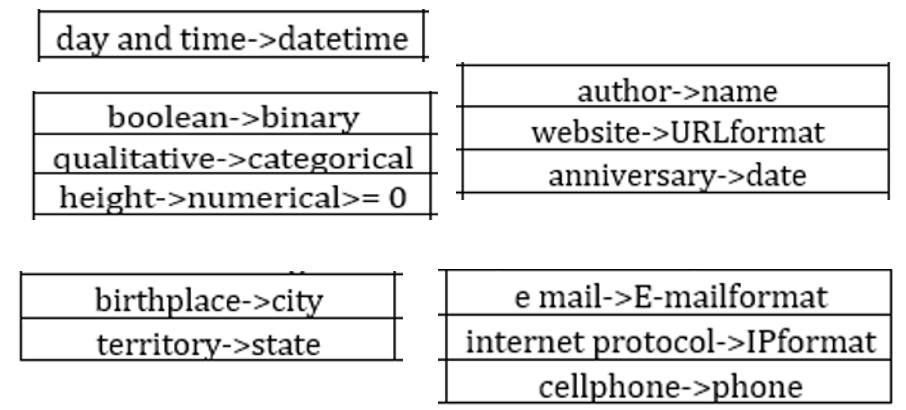 day and time->datetime
boolean->binary
qualitative->categorical
height->numerical>= 0
author->name
website->URLformat
anniversary->date
birthplace->city
territory->state
e mail->E-mailformat
internet protocol->IPformat
cellphone->phone